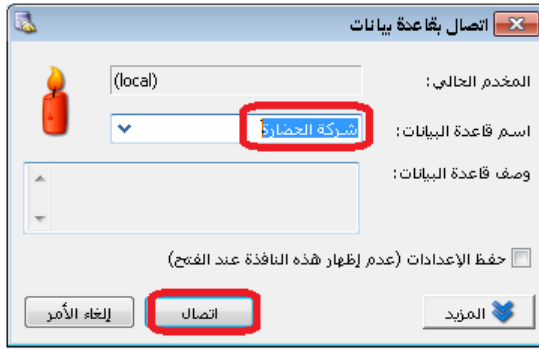 اتصال بقاعدة بيانات
المخدم الحالي: (local)
اسم قاعدة البيانات: شركة الحضارة
وصف قاعدة البيانات:
حفظ الإعدادات (عدم إظهار هذه النافذة عند الفتح)
المزيد اتصال إلغاء الأمر